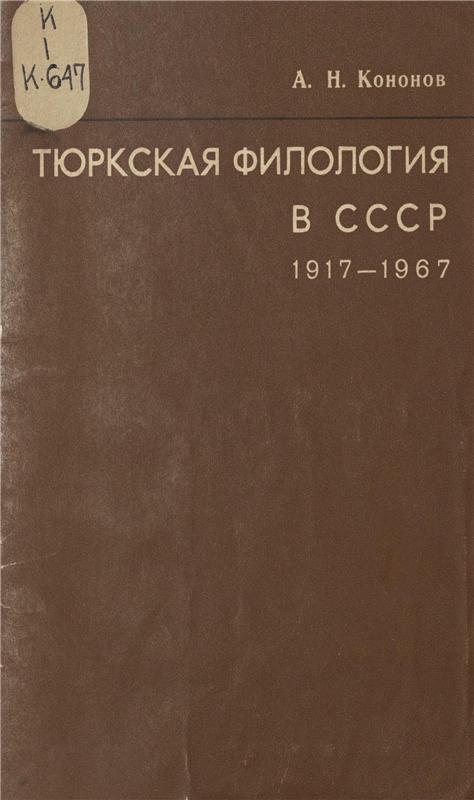 К
I
К-647
А. Н. Кононов
ТЮРКСКАЯ ФИЛОЛОГИЯ
В СССР
1917—1967